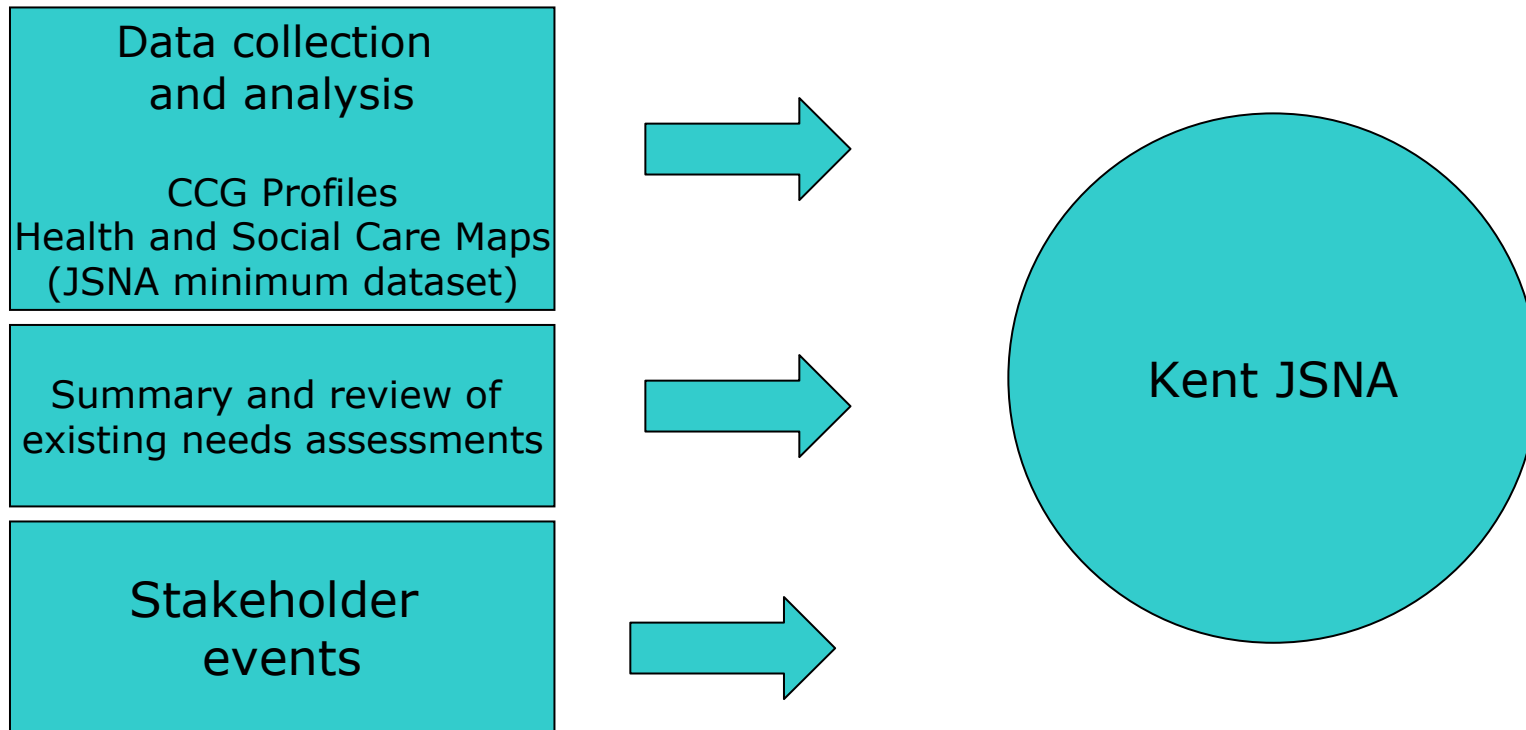 Data collection
and analysis
CCG Profiles
Health and Social Care Maps
(JSNA minimum dataset)
Summary and review of
existing needs assessments
Stakeholder
events
Kent JSNA